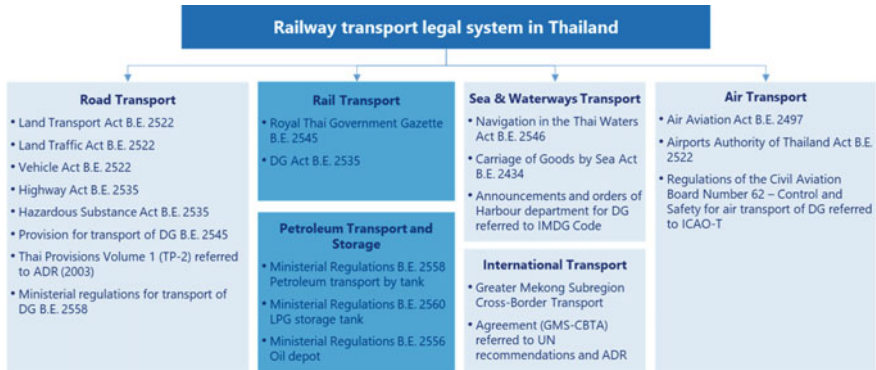 Railway transport legal system in Thailand
Road Transport
• Land Transport Act B.E. 2522
• Land Traffic Act B.E. 2522
• Vehicle Act B.E. 2522
• Highway Act B.E. 2535
• Hazardous Substance Act B.E. 2535
• Provision for transport of DG B.E. 2545
• Thai Provisions Volume 1 (TP-2) referred
to ADR (2003)
• Ministerial regulations for transport of
DG B.E. 2558
Rail Transport
• Royal Thai Government Gazette
B.E. 2545
• DG Act B.E. 2535
Petroleum Transport and
Storage
• Ministerial Regulations B.E. 2558
Petroleum transport by tank
• Ministerial Regulations B.E. 2560
LPG storage tank
• Ministerial Regulations B.E. 2556
Oil depot
Sea & Waterways Transport
• Navigation in the Thai Waters
Act B.E. 2546
• Carriage of Goods by Sea Act
B.E. 2434
• Announcements and orders of
Harbour department for DG
referred to IMDG Code
International Transport
• Greater Mekong Subregion
Cross-Border Transport
• Agreement (GMS-CBTA)
referred to UN
recommendations and ADR
Air Transport
• Air Aviation Act B.E. 2497
• Airports Authority of Thailand Act B.E.
2522
• Regulations of the Civil Aviation
Board Number 62 – Control and
Safety for air transport of DG referred
to ICAO-T